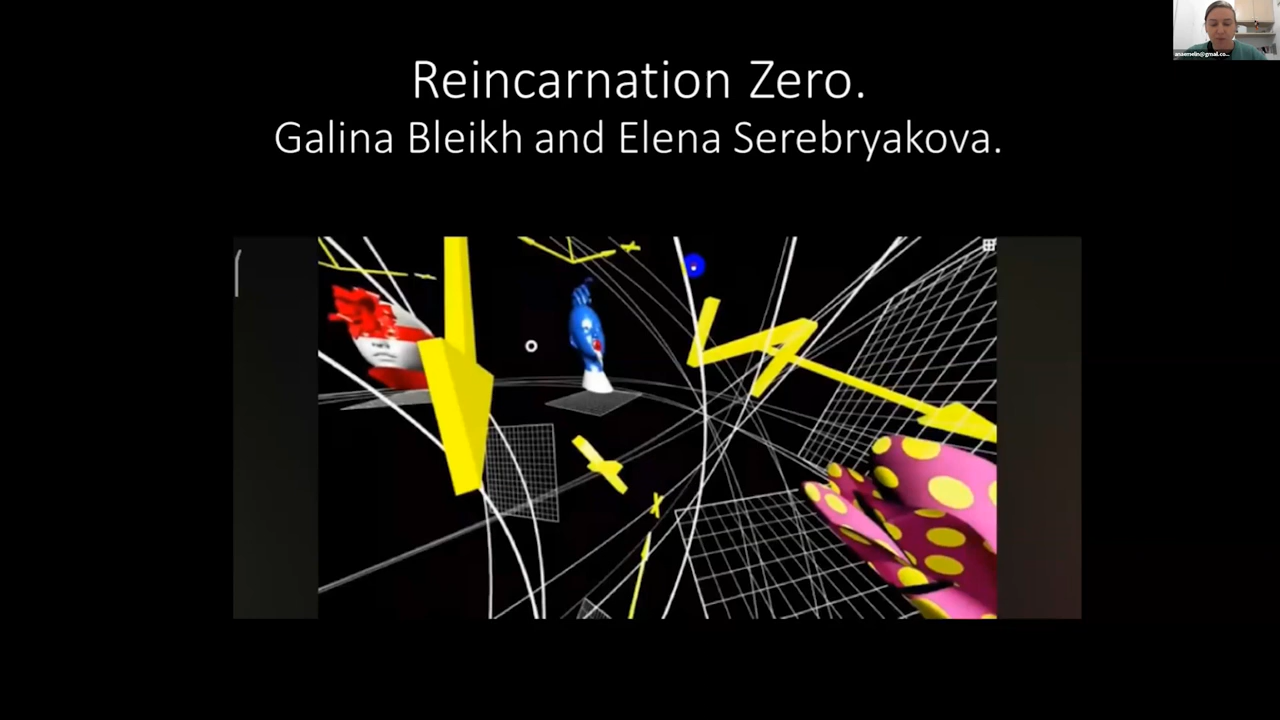 Reincarnation Zero.
Galina Bleikh and Elena Serebryakova.